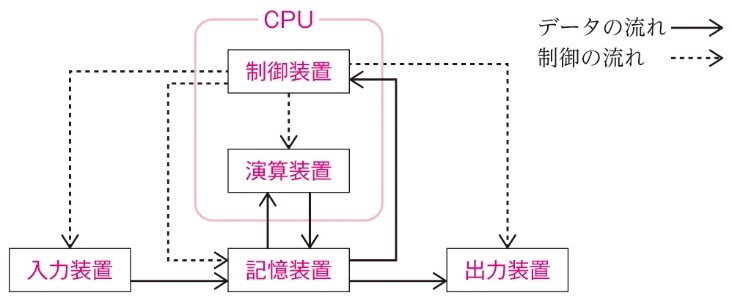 CPU
データの流れ
制御の流れ
制御装置
演算装置
入力装置
記憶装置
出力装置